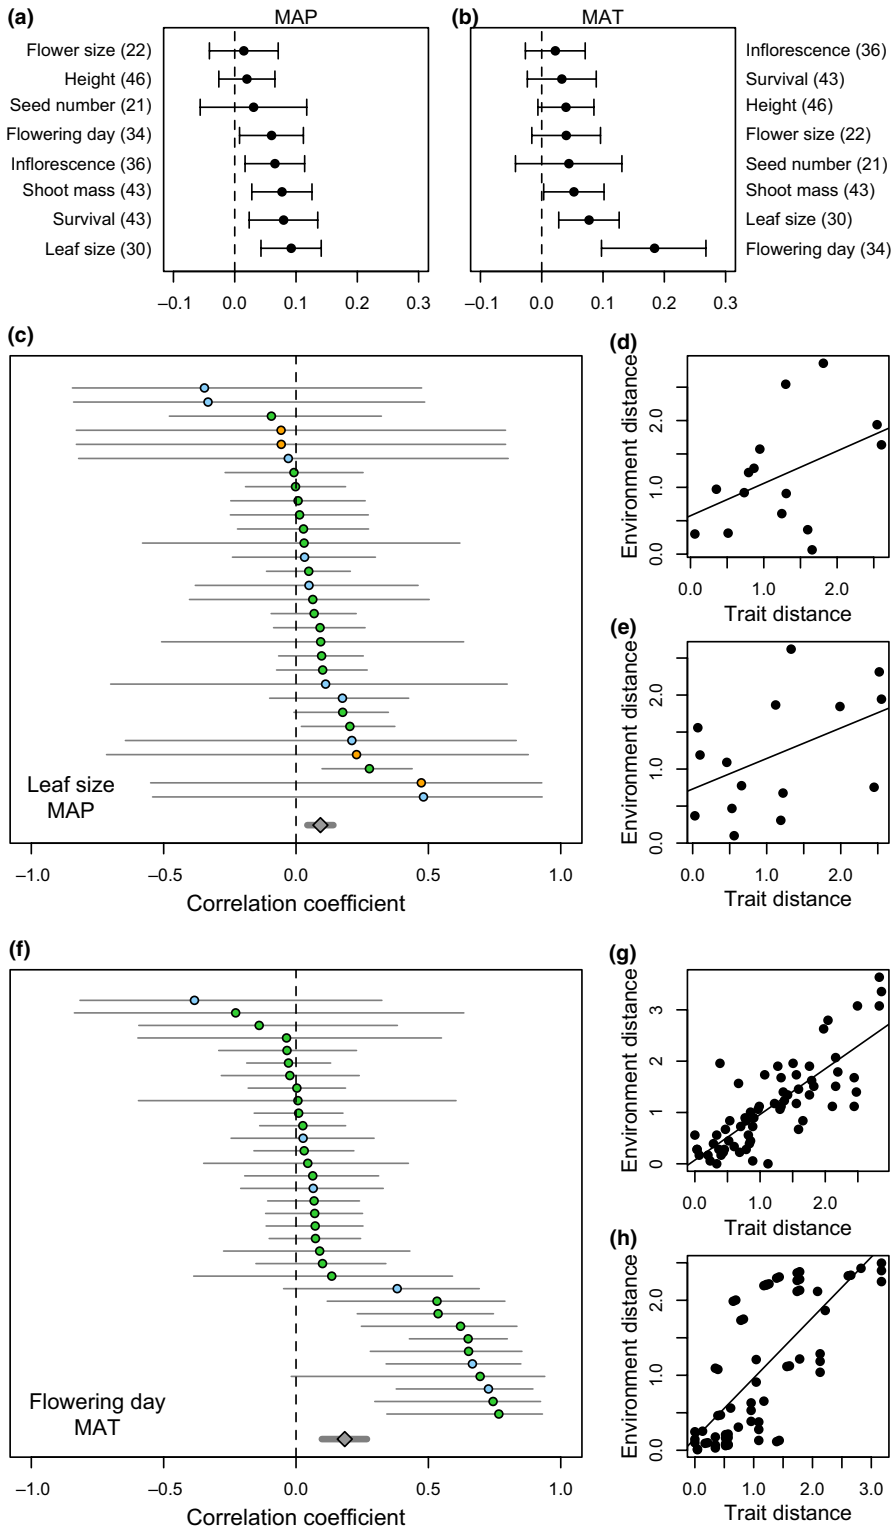 (a)
MAP
Flower size (22)
Height (46)
Seed number (21)
Flowering day (34)
Inflorescence (36)
Shoot mass (43)
Survival (43)
Leaf size (30)
–0.1 0.0 0.1 0.2 0.3
(b)
MAT
Inflorescence (36)
Survival (43)
Height (46)
Flower size (22)
Seed number (21)
Shoot mass (43)
Leaf size (30)
Flowering day (34)
–0.1 0.0 0.1 0.2 0.3
(c)
Leaf size
MAP
–1.0 –0.5 0.0 0.5 1.0
Correlation coefficient
(d)
Environment distance
0.0 1.0 2.0
0.0 1.0 2.0
Trait distance
(e)
Environment distance
0.0 1.0 2.0
0.0 1.0 2.0
Trait distance
(f)
Flowering day
MAT
–1.0 –0.5 0.0 0.5 1.0
Correlation coefficient
(g)
Environment distance
0 1 2 3
0.0 1.0 2.0
Trait distance
(h)
Environment distance
0.0 1.0 2.0
0.0 1.0 2.0 3.0
Trait distance